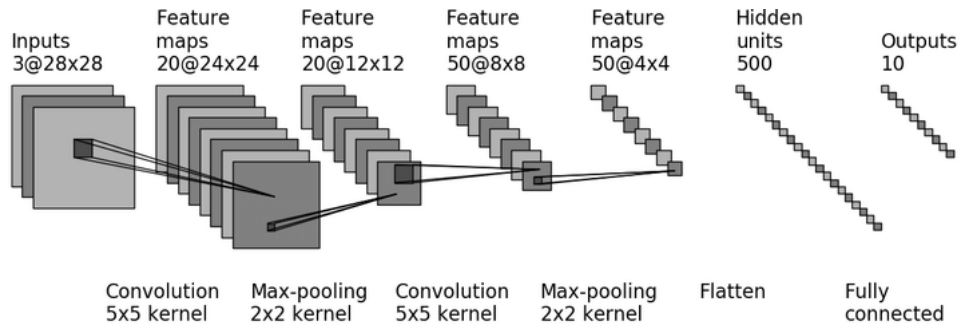 Inputs
3@28x28
Feature
maps
20@24x24
Feature
maps
20@12x12
Feature
maps
50@8x8
Feature
maps
50@4x4
Hidden
units
500
Outputs
10
Convolution
5x5 kernel
Max-pooling
2x2 kernel
Convolution
5x5 kernel
Max-pooling
2x2 kernel
Flatten
Fully
connected